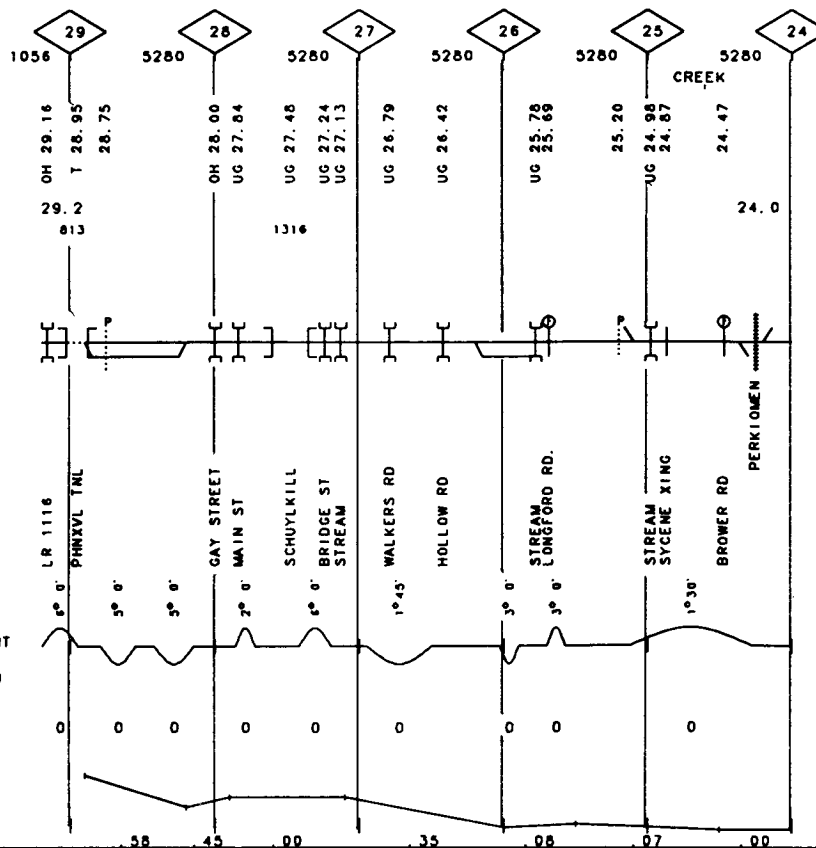 29 28 27 26 25 24
1056 5280 5280 5280 5280 5280
CREEK
OH 29.16
T 28.95
28.75
OH 28.00
UG 27.84
UG 27.48
UG 27.24
UG 27.13
UG 26.79
UG 26.42
UG 25.78
25.69
25.20
UG 24.98
24.87
24.47
29.2 24.0
813 1316
P P P P
LR 1116
PHNXVL TNL
GAY STREET
MAIN ST
SCHUYLKILL
BRIDGE ST
STREAM
WALKERS RD
HOLLOW RD
STREAM
LONGFORD RD.
STREAM
SYCENE XING
BROWER RD
PERKIOMEN
6° 0'
5° 0'
5° 0'
2° 0'
6° 0'
1° 45'
3° 0'
3° 0'
1° 30'
0 0 0 0 0 0 0 0 0
.58 .45 .00 .35 .08 .07 .00